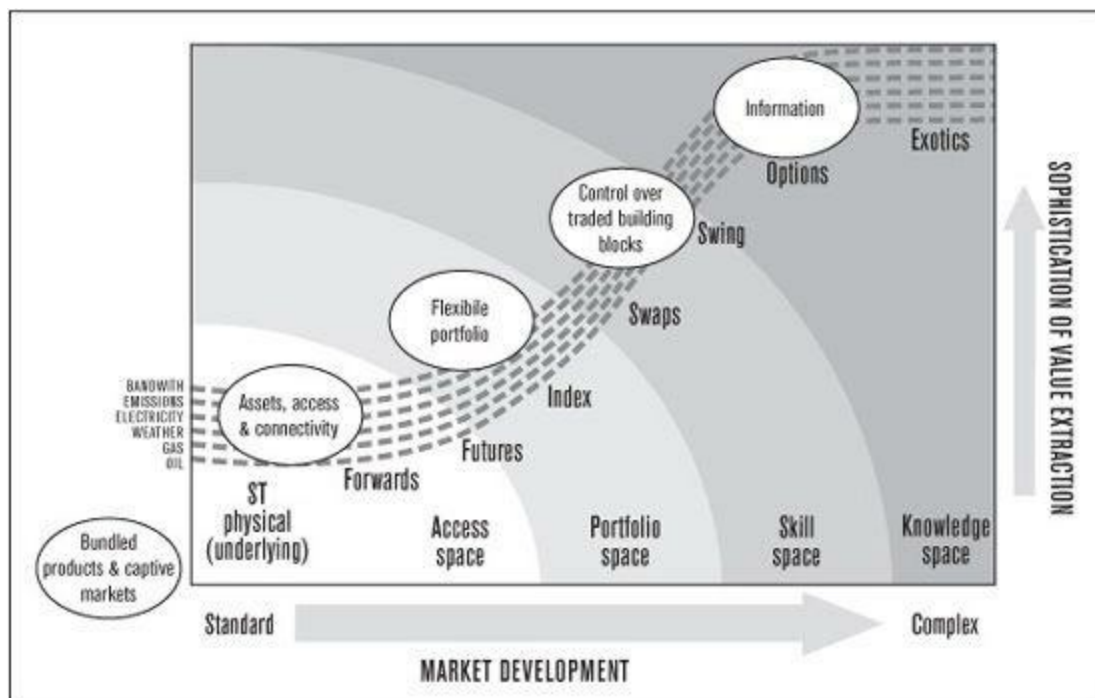 Information
Exotics
Options
Control over
traded building
blocks
Swing
Flexibile
portfolio
Swaps
BANDWITH
EMISSIONS
ELECTRICITY
WEATHER
GAS
OIL
Assets, access
& connectivity
Index
Futures
Forwards
ST
physical
(underlying)
Access
space
Portfolio
space
Skill
space
Knowledge
space
Bundled
products & captive
markets
Standard
Complex
MARKET DEVELOPMENT
SOPHISTICATION OF VALUE EXTRACTION